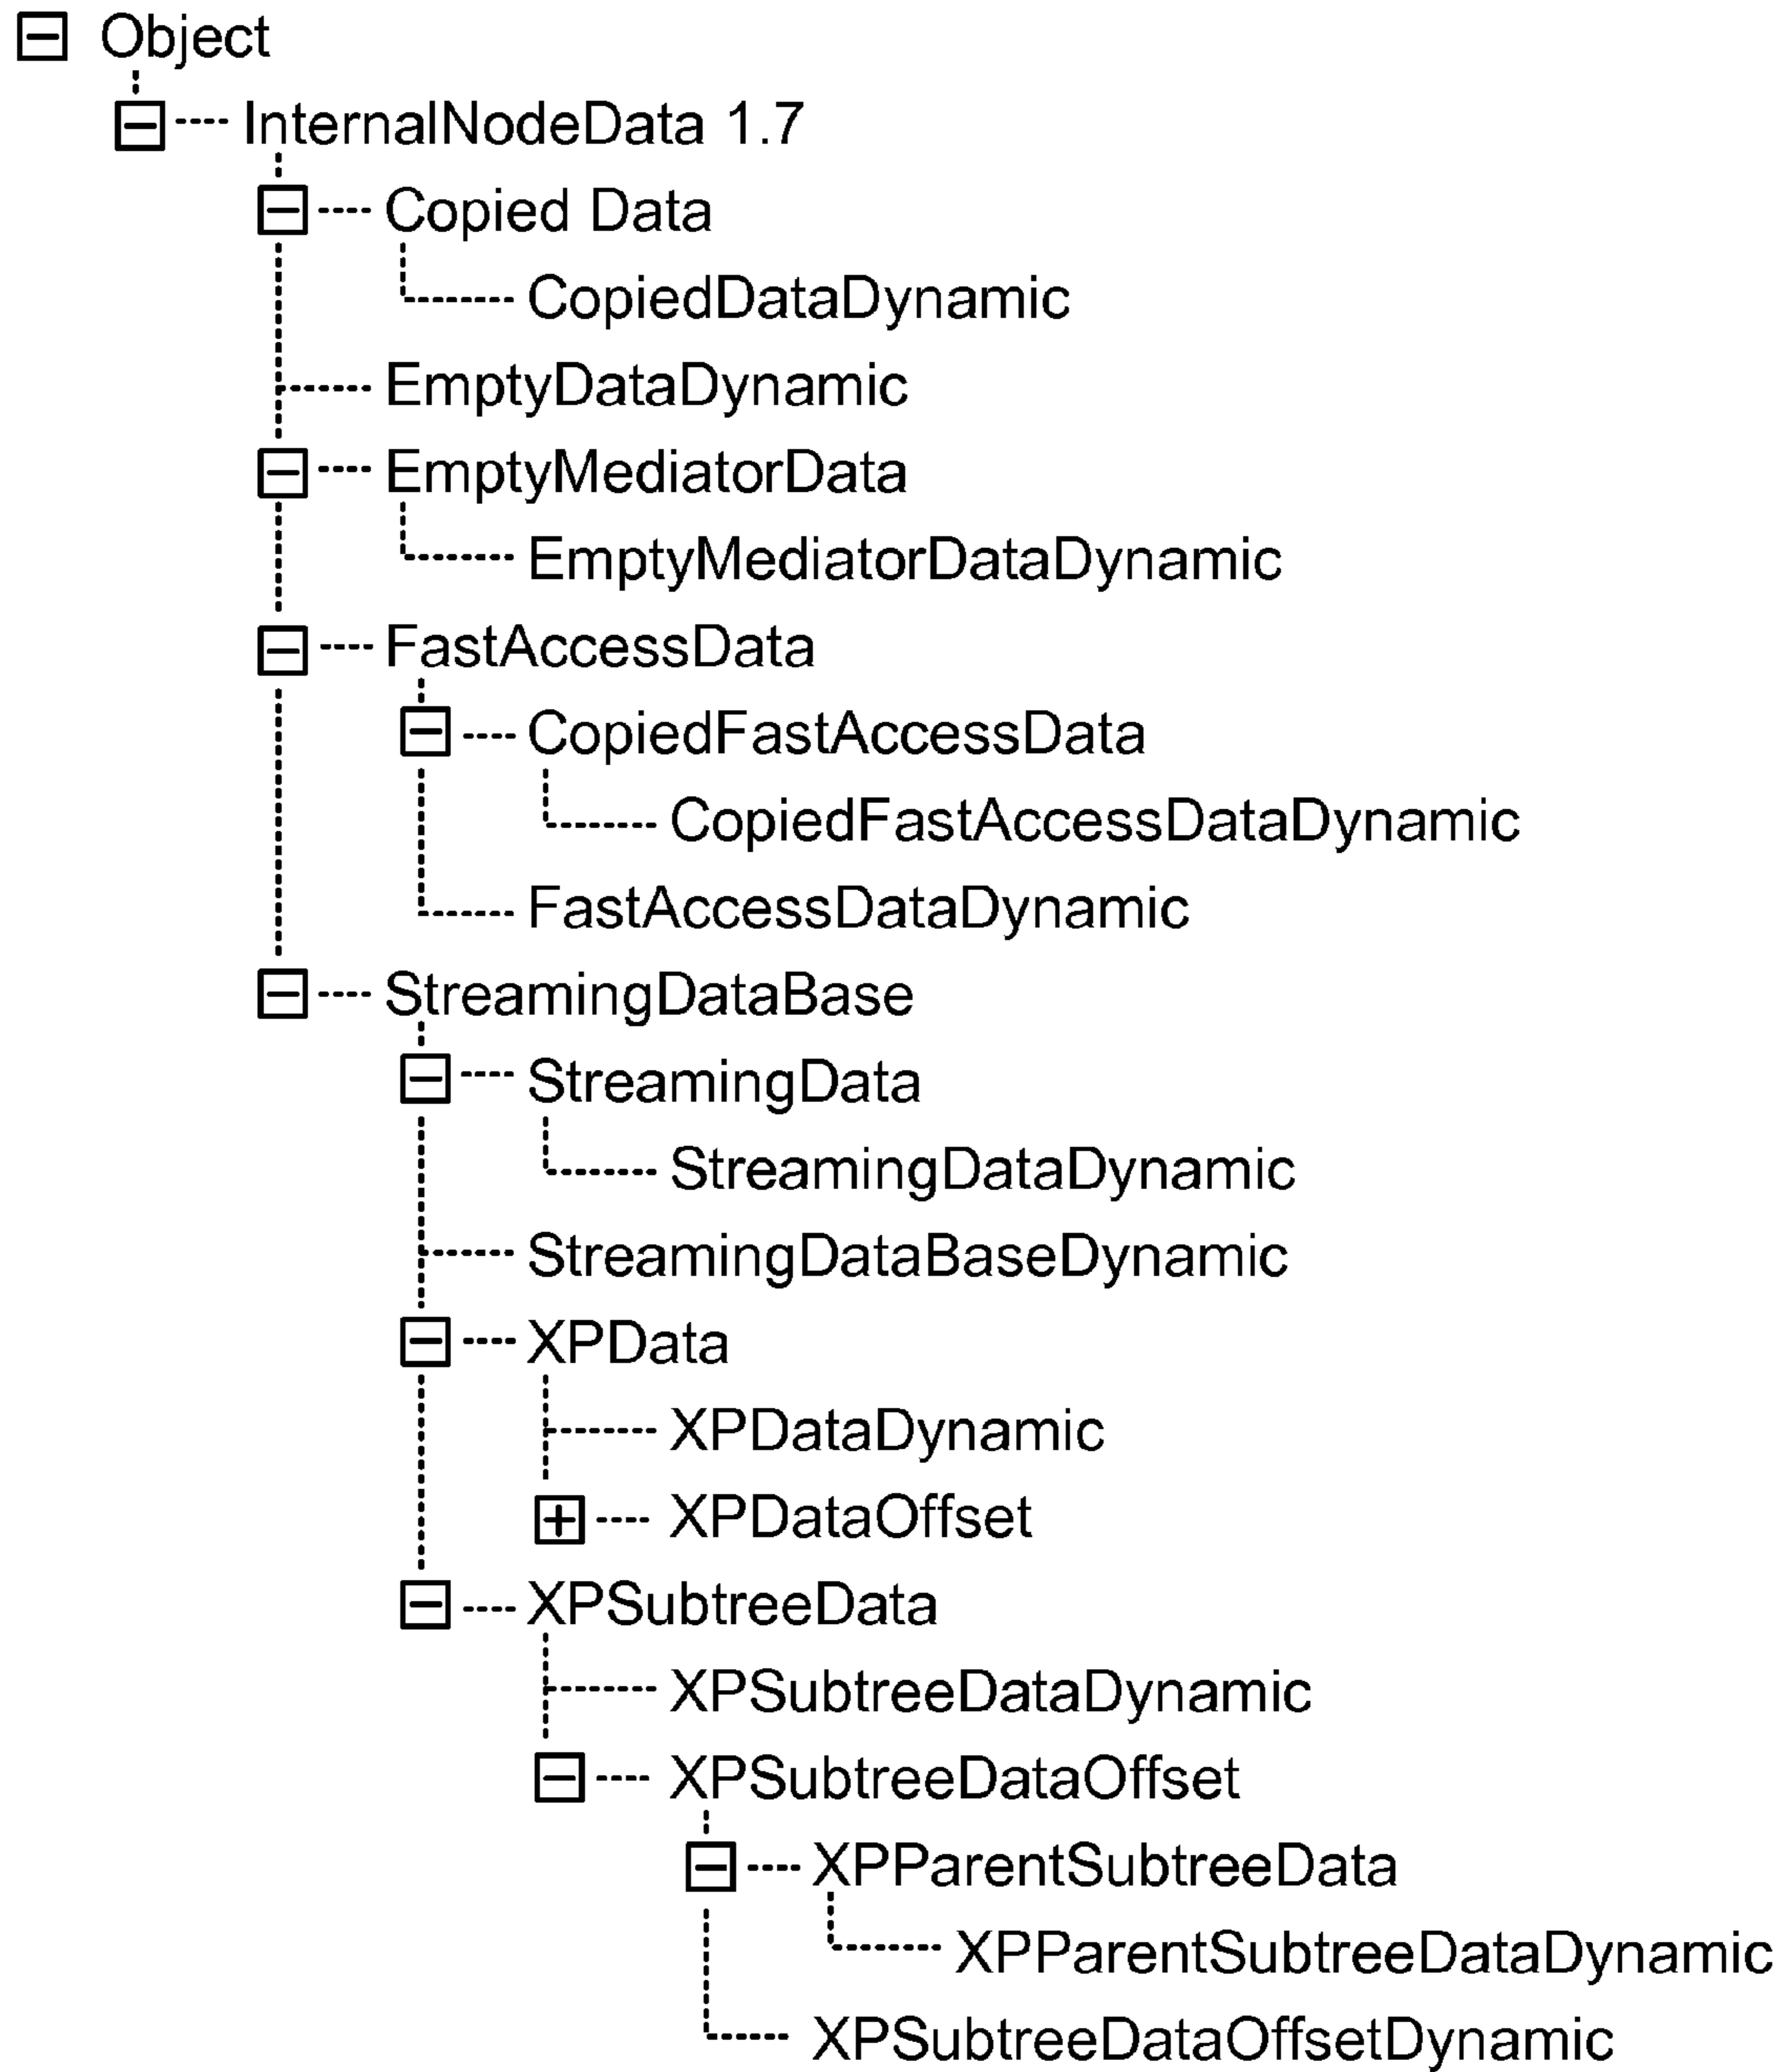 Object
InternalNodeData 1.7
Copied Data
CopiedDataDynamic
EmptyDataDynamic
EmptyMediatorData
EmptyMediatorDataDynamic
FastAccessData
CopiedFastAccessData
CopiedFastAccessDataDynamic
FastAccessDataDynamic
StreamingDataBase
StreamingData
StreamingDataDynamic
StreamingDataBaseDynamic
XPData
XPDataDynamic
XPDataOffset
XPSubtreeData
XPSubtreeDataDynamic
XPSubtreeDataOffset
XPParentSubtreeData
XPParentSubtreeDataDynamic
XPSubtreeDataOffsetDynamic